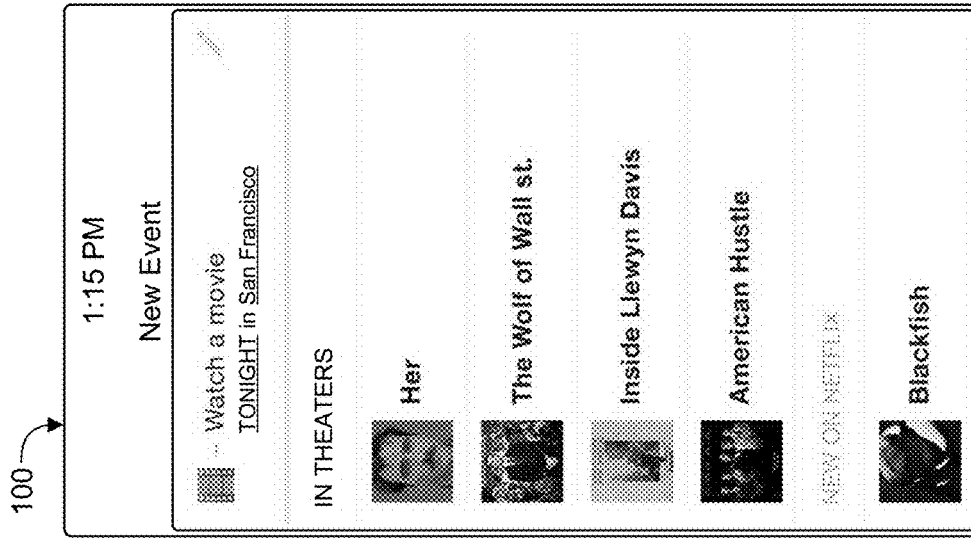 100
1:15 PM
New Event
Watch a movie
TONIGHT in San Francisco
IN THEATERS
Her
The Wolf of Wall st.
Inside Llewyn Davis
American Hustle
NEW ON NETFLIX
Blackfish